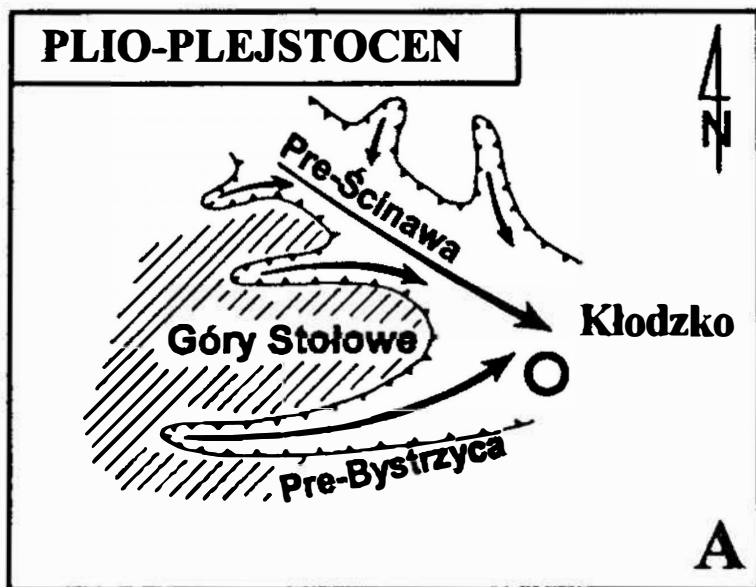 PLIO-PLEJSTOCEN
N
Pre-Ścinawa
Kłodzko
Góry Stołowe
Pre-Bystrzyca
A